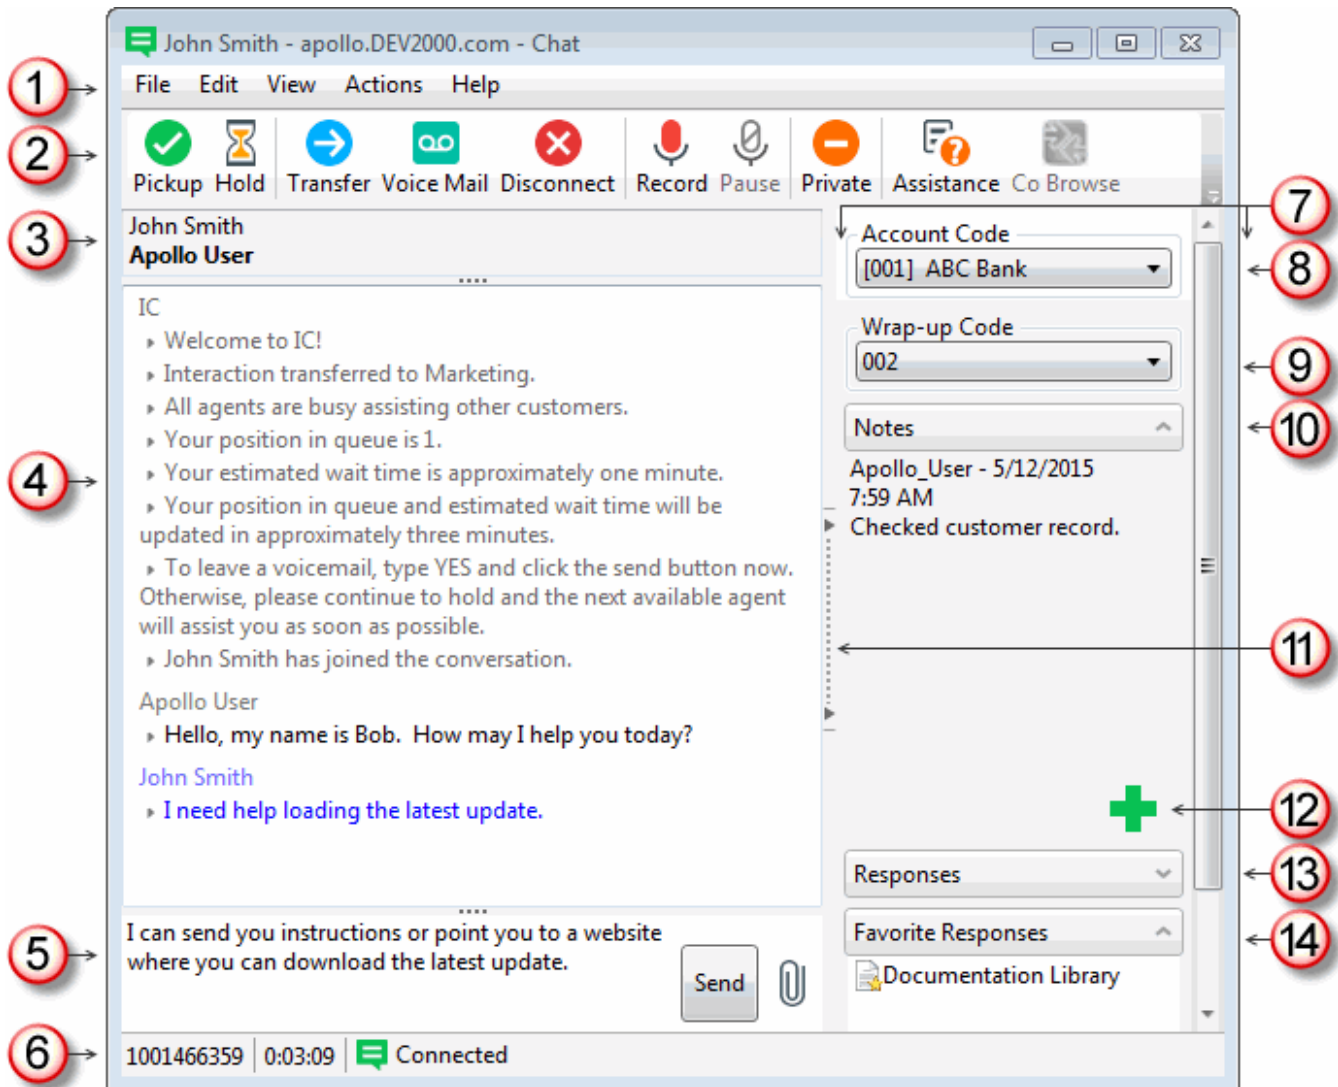 John Smith - apollo.DEV2000.com - Chat
1
File Edit View Actions Help
2
Pickup Hold Transfer Voice Mail Disconnect Record Pause Private Assistance Co Browse
3
John Smith
Apollo User
7
Account Code
[001] ABC Bank
8
Wrap-up Code
002
9
Notes
10
Apollo_User - 5/12/2015
7:59 AM
Checked customer record.
4
IC
Welcome to IC!
Interaction transferred to Marketing.
All agents are busy assisting other customers.
Your position in queue is 1.
Your estimated wait time is approximately one minute.
Your position in queue and estimated wait time will be
updated in approximately three minutes.
To leave a voicemail, type YES and click the send button now.
Otherwise, please continue to hold and the next available agent
will assist you as soon as possible.
John Smith has joined the conversation.
Apollo User
Hello, my name is Bob.  How may I help you today?
John Smith
I need help loading the latest update.
11
12
Responses
13
Favorite Responses
14
Documentation Library
5
I can send you instructions or point you to a website
where you can download the latest update.
Send
6
1001466359 0:03:09 Connected